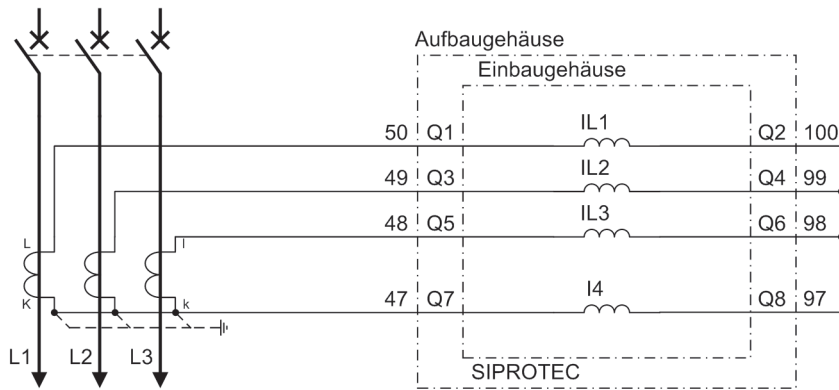 Aufbaugehäuse
Einbaugehäuse
50 Q1 IL1 Q2 100
49 Q3 IL2 Q4 99
48 Q5 IL3 Q6 98
L l
K k
47 Q7 I4 Q8 97
L1 L2 L3
SIPROTEC